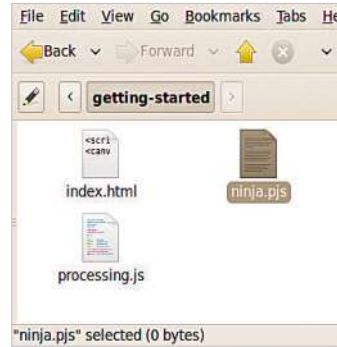 File Edit View Go Bookmarks Tabs He
Back Forward
getting-started
<scri
<canv
index.html
ninja.pjs
processing.js
"ninja.pjs" selected (0 bytes)